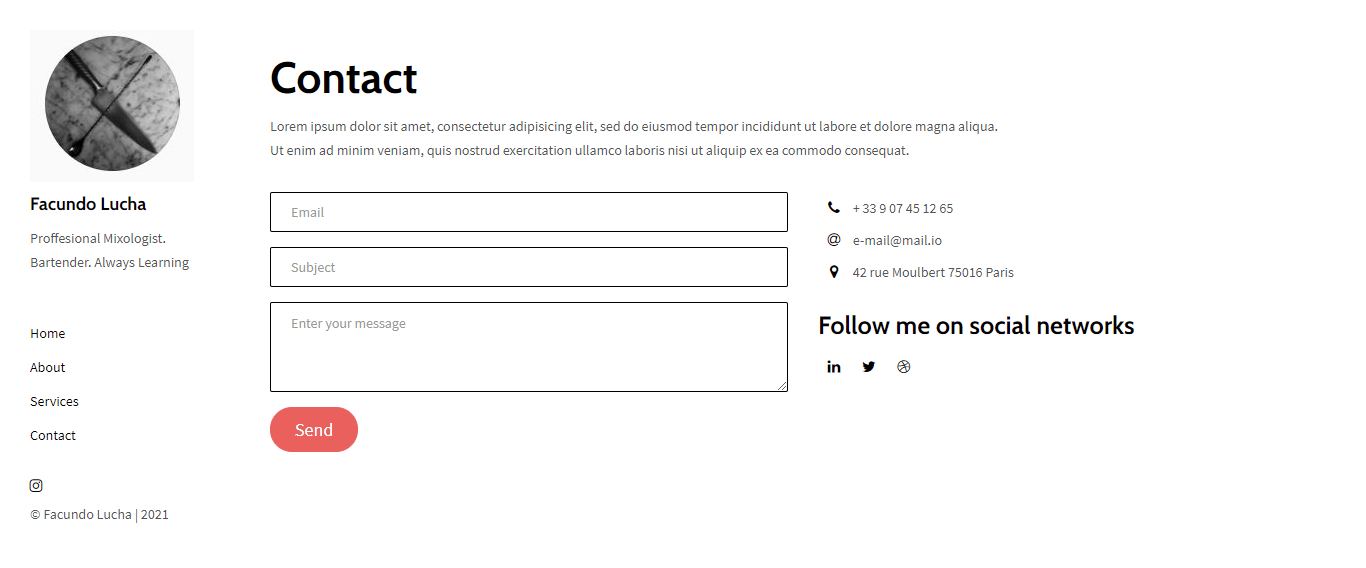 Facundo Lucha
Proffesional Mixologist.
Bartender. Always Learning
Home
About
Services
Contact
© Facundo Lucha | 2021
Contact
Lorem ipsum dolor sit amet, consectetur adipisicing elit, sed do eiusmod tempor incididunt ut labore et dolore magna aliqua.
Ut enim ad minim veniam, quis nostrud exercitation ullamco laboris nisi ut aliquip ex ea commodo consequat.
Email
Subject
Enter your message
Send
+ 33 9 07 45 12 65
e-mail@mail.io
42 rue Moulbert 75016 Paris
Follow me on social networks